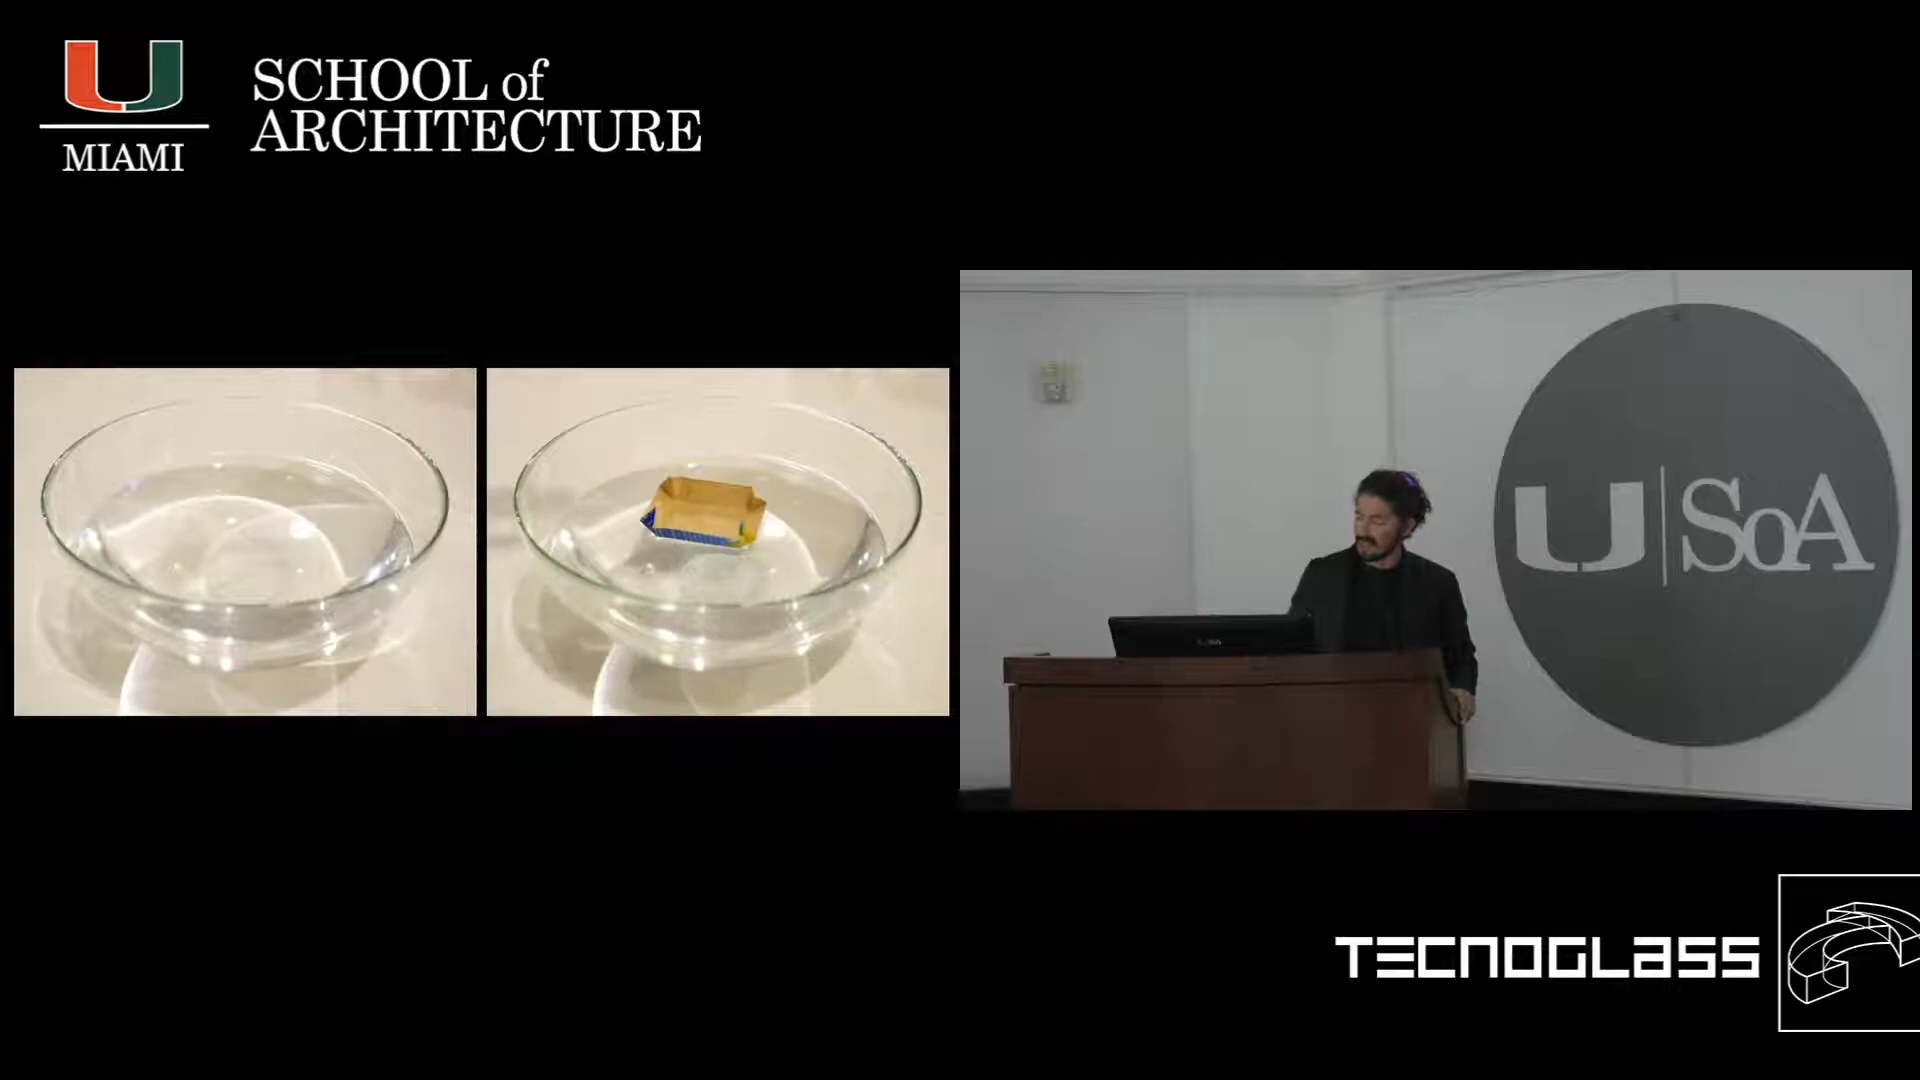 U
MIAMI
SCHOOL of
ARCHITECTURE
U | SoA
TECNOGLASS